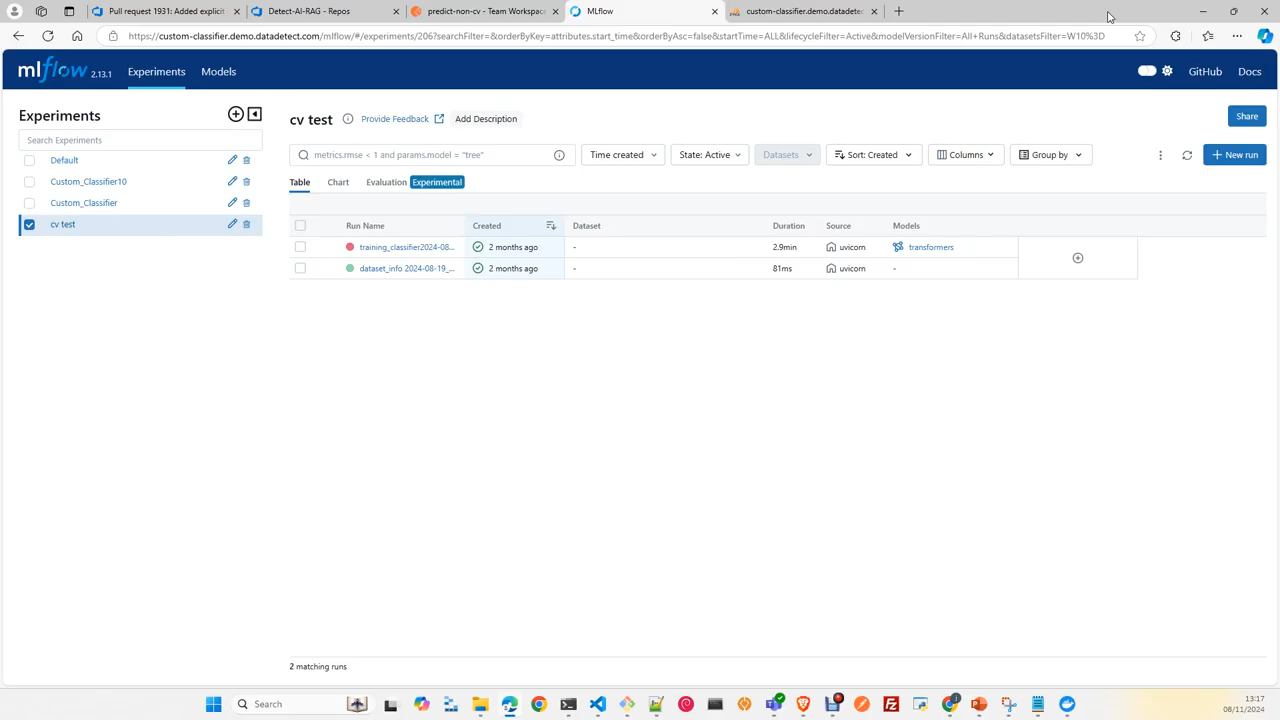 Pull request 1931: Added explicit
Detect-AI-RAG - Repos
predict-non - Team Workspace
MLflow
custom-classifier.demo.datadetec
https://custom-classifier.demo.datadetect.com/mlflow/#/experiments/206?searchFilter=&orderByKey=attributes.start_time&orderByAsc=false&startTime=ALL&lifecycleFilter=Active&modelVersionFilter=All+Runs&datasetsFilter=W10%3D
mlflow 2.13.1 Experiments Models GitHub Docs
Experiments
Search Experiments
Default
Custom_Classifier10
Custom_Classifier
cv test
cv test Provide Feedback Add Description Share
metrics.rmse < 1 and params.model = "tree" Time created State: Active Datasets Sort: Created Columns Group by New run
Table Chart Evaluation Experimental
Run Name Created Dataset Duration Source Models
training_classifier2024-08... 2 months ago - 2.9min uvicorn transformers
dataset_info 2024-08-19_... 2 months ago - 81ms uvicorn -
2 matching runs
Search
13:17
08/11/2024